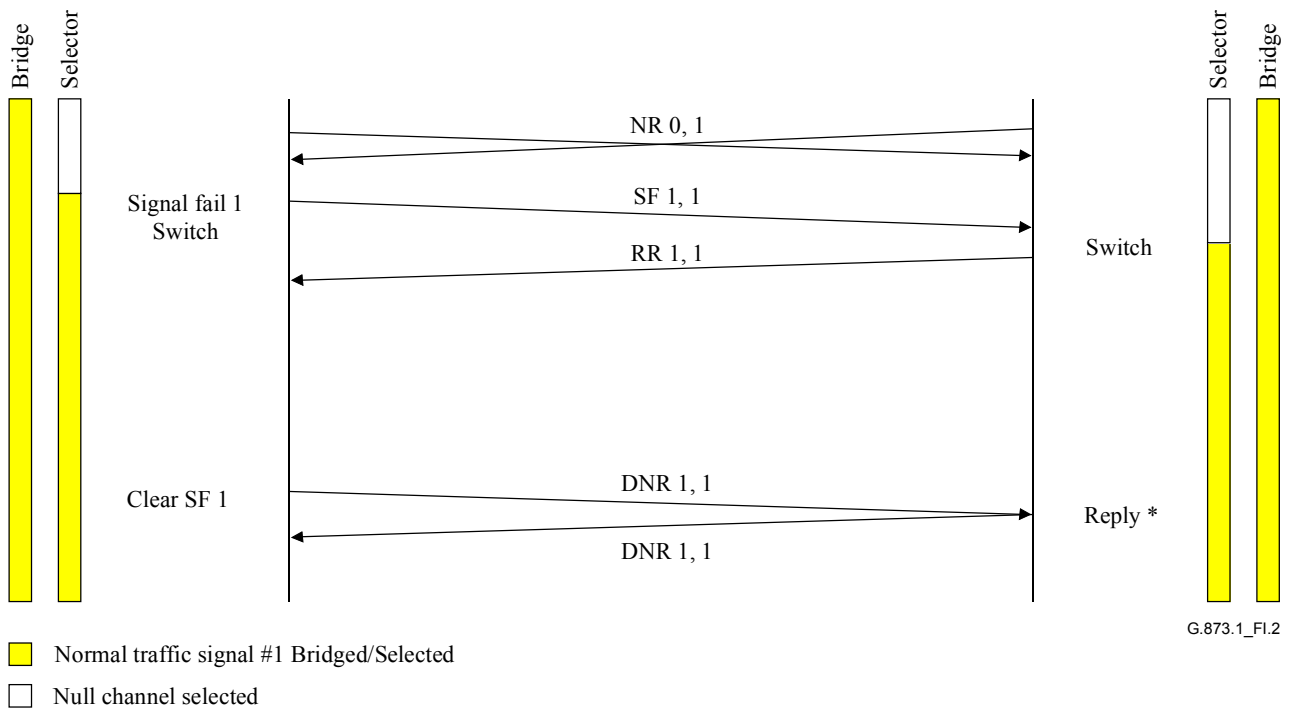 Bridge
Selector
Selector
Bridge
NR 0, 1
Signal fail 1
Switch
SF 1, 1
RR 1, 1
Switch
Clear SF 1
DNR 1, 1
Reply *
DNR 1, 1
G.873.1_FI.2
Normal traffic signal #1 Bridged/Selected
Null channel selected